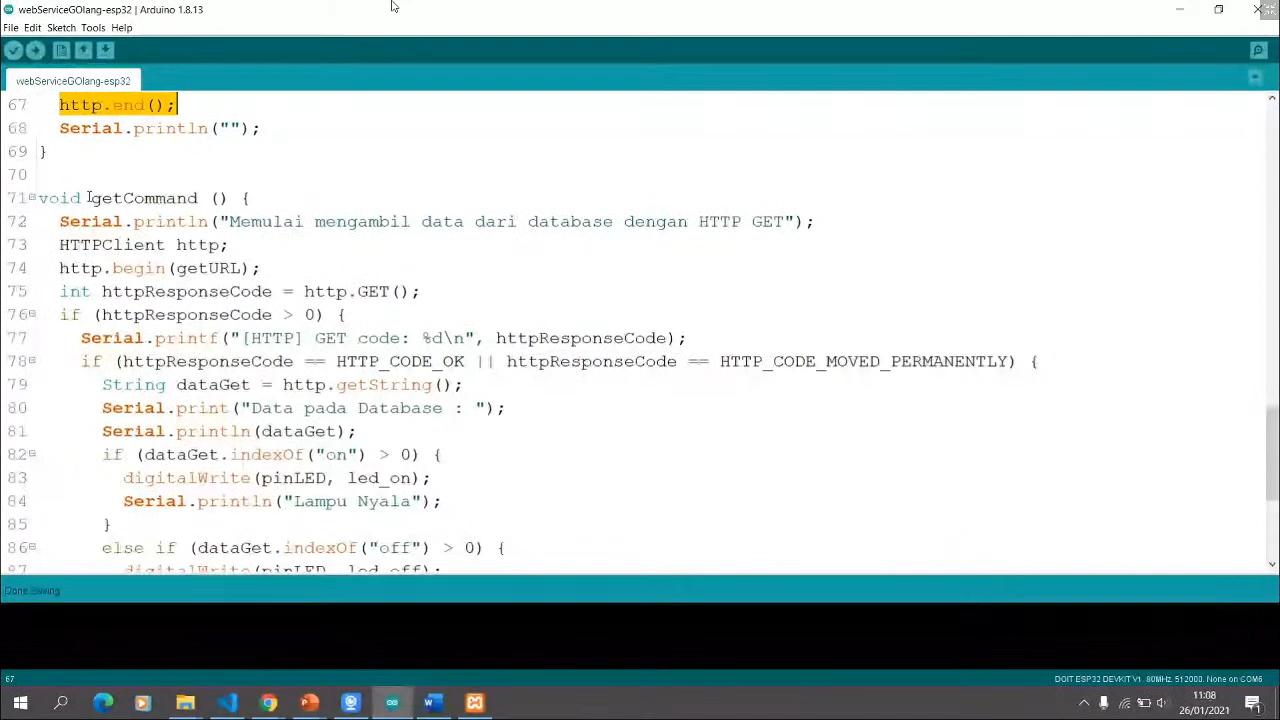 webServiceGOlang-esp32 | Arduino 1.8.13
File Edit Sketch Tools Help
webServiceGOlang-esp32
67 http.end();
68 Serial.println("");
69 }
70
71 void getCommand () {
72 Serial.println("Memulai mengambil data dari database dengan HTTP GET");
73 HTTPClient http;
74 http.begin(getURL);
75 int httpResponseCode = http.GET();
76 if (httpResponseCode > 0) {
77 Serial.printf("[HTTP] GET code: %d\n", httpResponseCode);
78 if (httpResponseCode == HTTP_CODE_OK || httpResponseCode == HTTP_CODE_MOVED_PERMANENTLY) {
79 String dataGet = http.getString();
80 Serial.print("Data pada Database : ");
81 Serial.println(dataGet);
82 if (dataGet.indexOf("on") > 0) {
83 digitalWrite(pinLED, led_on);
84 Serial.println("Lampu Nyala");
85 }
86 else if (dataGet.indexOf("off") > 0) {
87 digitalWrite(pinLED, led_off);
Done Saving
67
DOIT ESP32 DEVKIT V1, 80MHz, 512000, None on COM6
11:08
26/01/2021